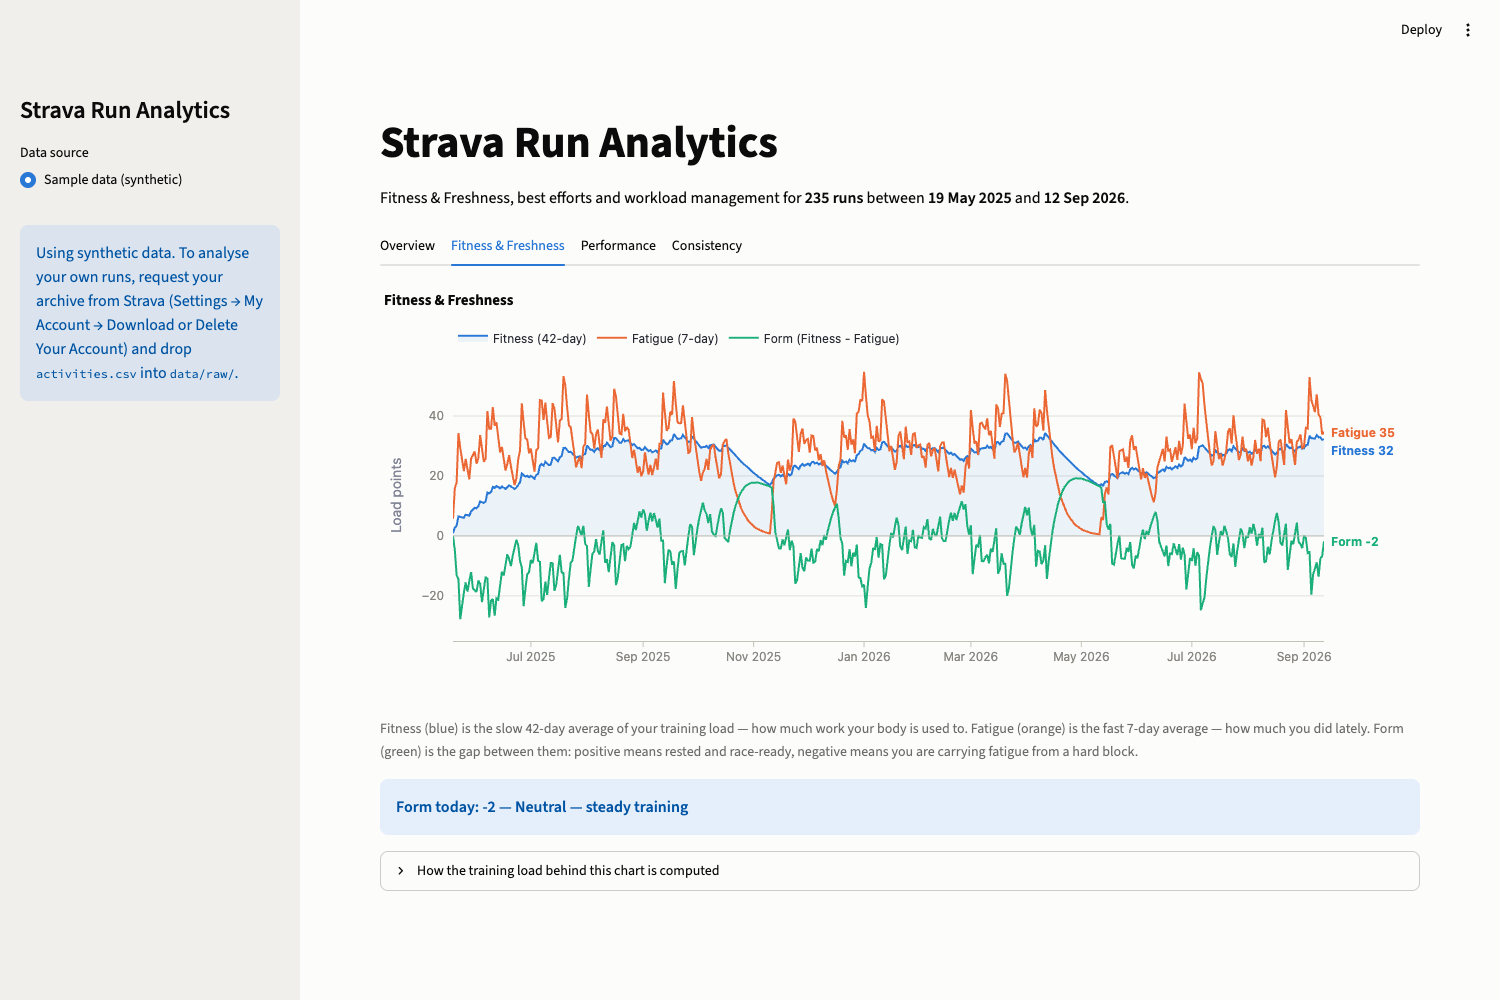 Deploy
Strava Run Analytics
Data source
Sample data (synthetic)
Using synthetic data. To analyse
your own runs, request your
archive from Strava (Settings → My
Account → Download or Delete
Your Account) and drop
activities.csv into data/raw/.
Strava Run Analytics
Fitness & Freshness, best efforts and workload management for 235 runs between 19 May 2025 and 12 Sep 2026.
Overview Fitness & Freshness Performance Consistency
Fitness & Freshness
Fitness (42-day) Fatigue (7-day) Form (Fitness - Fatigue)
Load points
40
20
0
−20
Fatigue 35
Fitness 32
Form -2
Jul 2025 Sep 2025 Nov 2025 Jan 2026 Mar 2026 May 2026 Jul 2026 Sep 2026
Fitness (blue) is the slow 42-day average of your training load — how much work your body is used to. Fatigue (orange) is the fast 7-day average — how much you did lately. Form
(green) is the gap between them: positive means rested and race-ready, negative means you are carrying fatigue from a hard block.
Form today: -2 — Neutral — steady training
How the training load behind this chart is computed